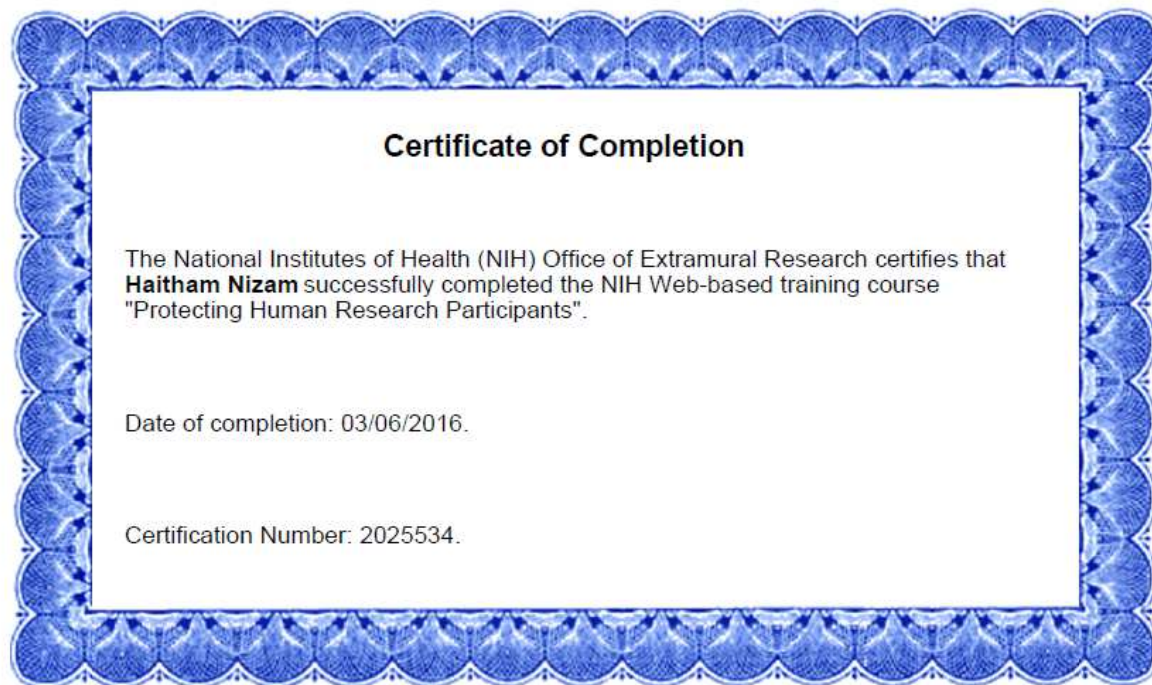 Certificate of Completion
The National Institutes of Health (NIH) Office of Extramural Research certifies that
Haitham Nizam successfully completed the NIH Web-based training course
"Protecting Human Research Participants".
Date of completion: 03/06/2016.
Certification Number: 2025534.